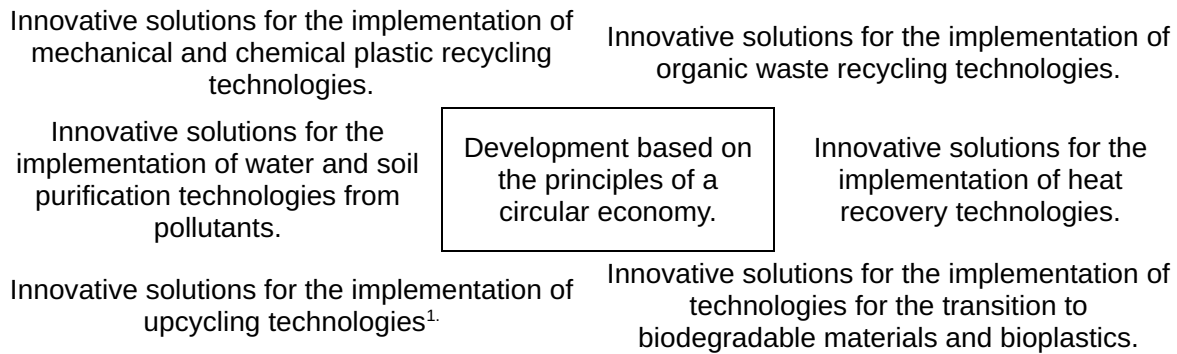 Innovative solutions for the implementation of
mechanical and chemical plastic recycling
technologies.
Innovative solutions for the implementation of
organic waste recycling technologies.
Innovative solutions for the
implementation of water and soil
purification technologies from
pollutants.
Development based on
the principles of a
circular economy.
Innovative solutions for the
implementation of heat
recovery technologies.
Innovative solutions for the implementation of
upcycling technologies1.
Innovative solutions for the implementation of
technologies for the transition to
biodegradable materials and bioplastics.